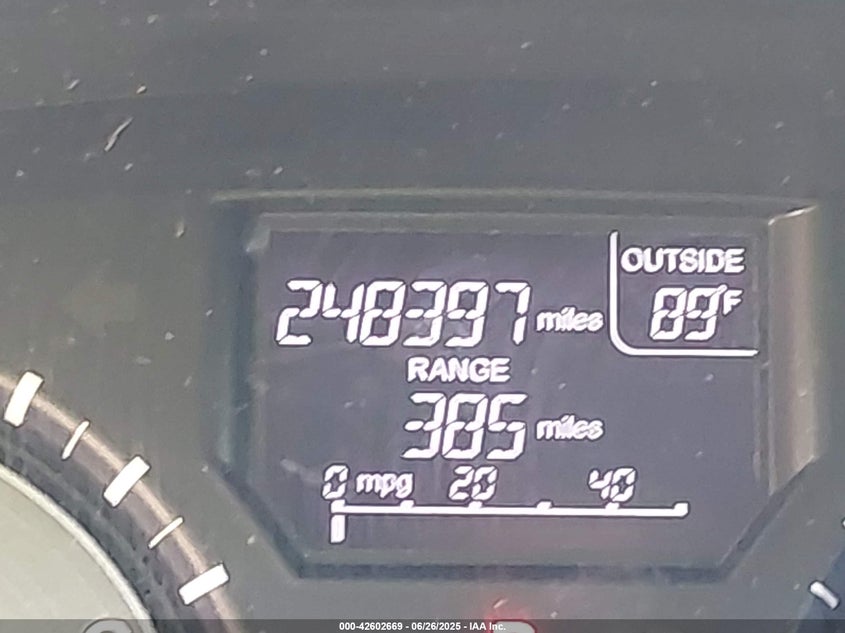 OUTSIDE
248397 miles
89°F
RANGE
385 miles
0 mpg 20 40
000-42602669 - 06/26/2025 - IAA Inc.